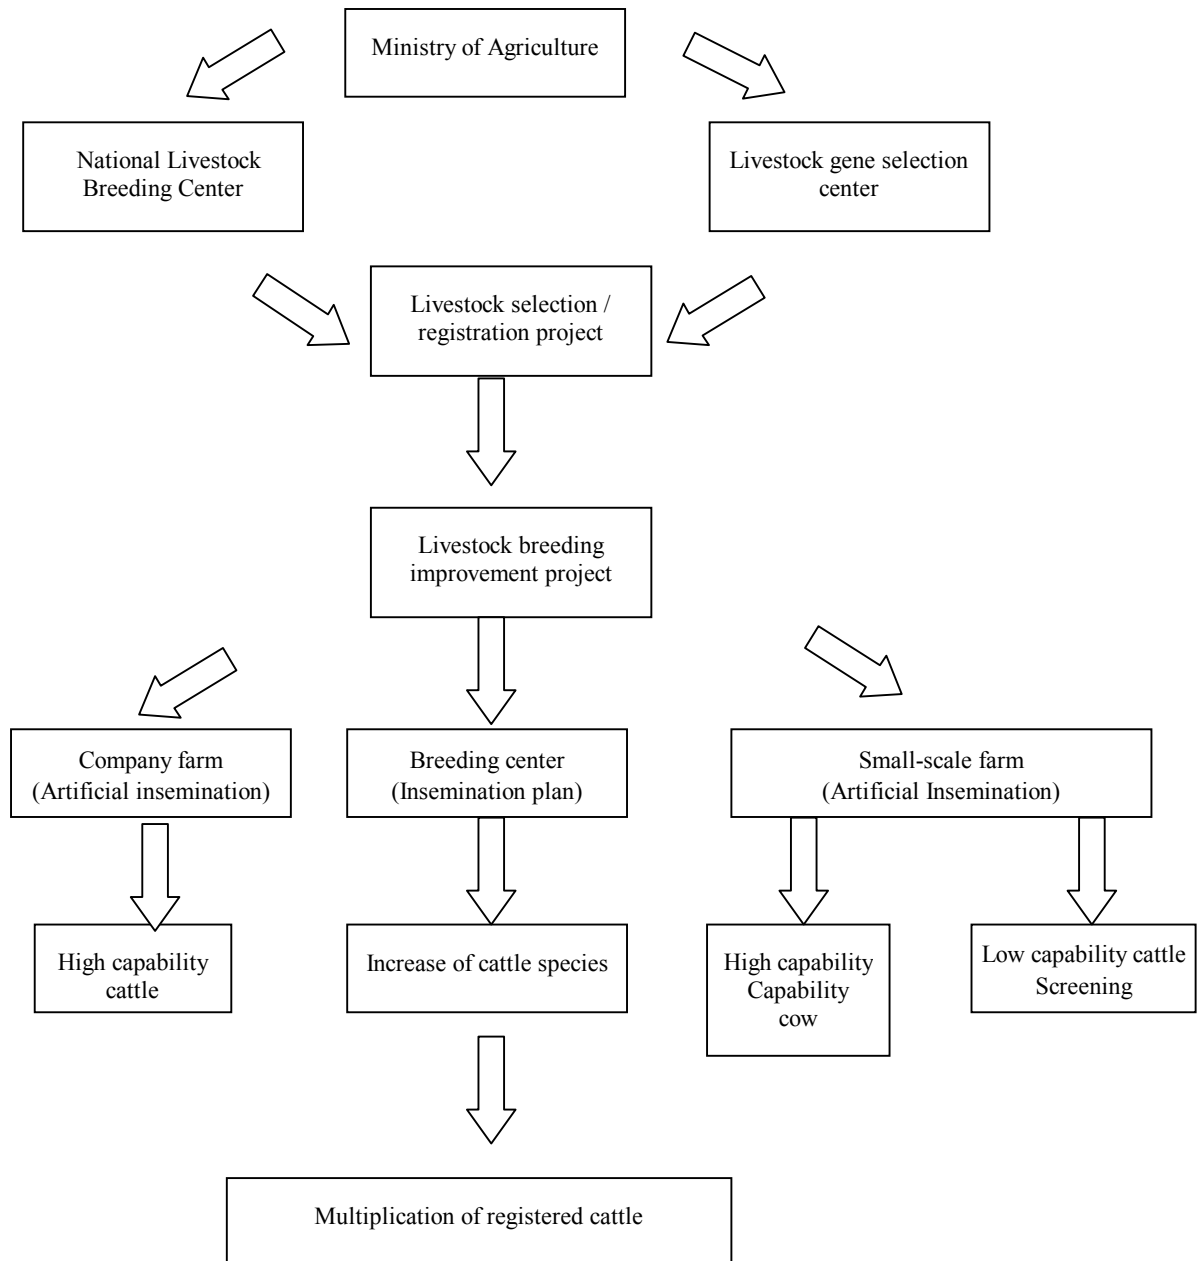 Ministry of Agriculture
National Livestock
Breeding Center
Livestock gene selection
center
Livestock selection /
registration project
Livestock breeding
improvement project
Company farm
(Artificial insemination)
Breeding center
(Insemination plan)
Small-scale farm
(Artificial Insemination)
High capability
cattle
Increase of cattle species
High capability
Capability
cow
Low capability cattle
Screening
Multiplication of registered cattle